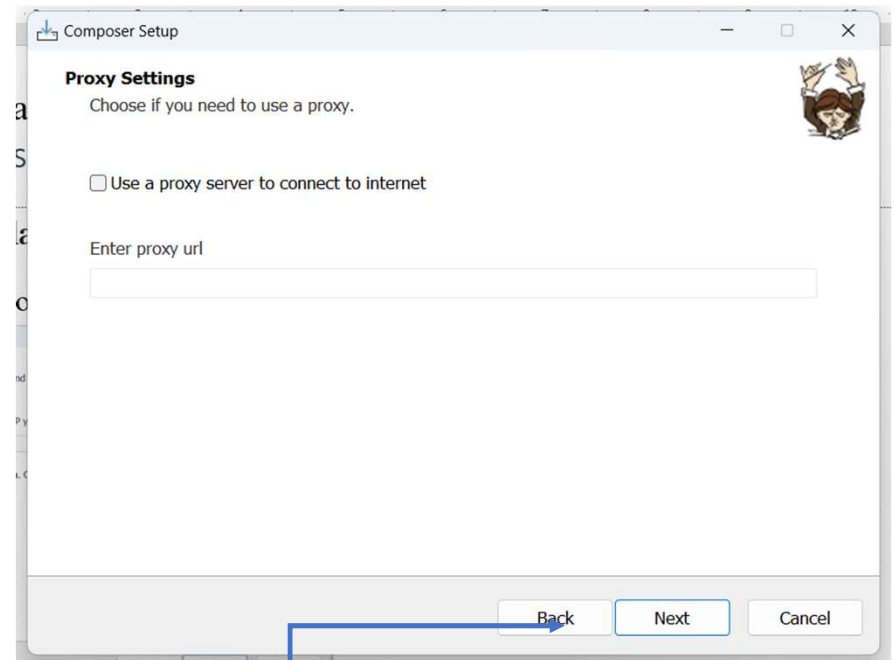 Composer Setup
Proxy Settings
Choose if you need to use a proxy.
Use a proxy server to connect to internet
Enter proxy url
Back Next Cancel